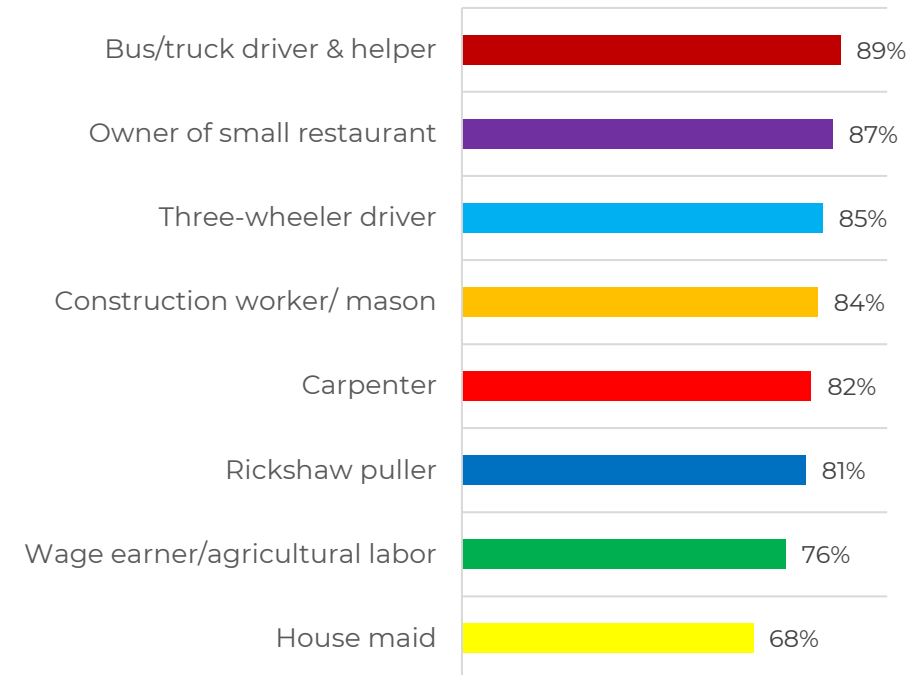 Bus/truck driver & helper 89%
Owner of small restaurant 87%
Three-wheeler driver 85%
Construction worker/ mason 84%
Carpenter 82%
Rickshaw puller 81%
Wage earner/agricultural labor 76%
House maid 68%